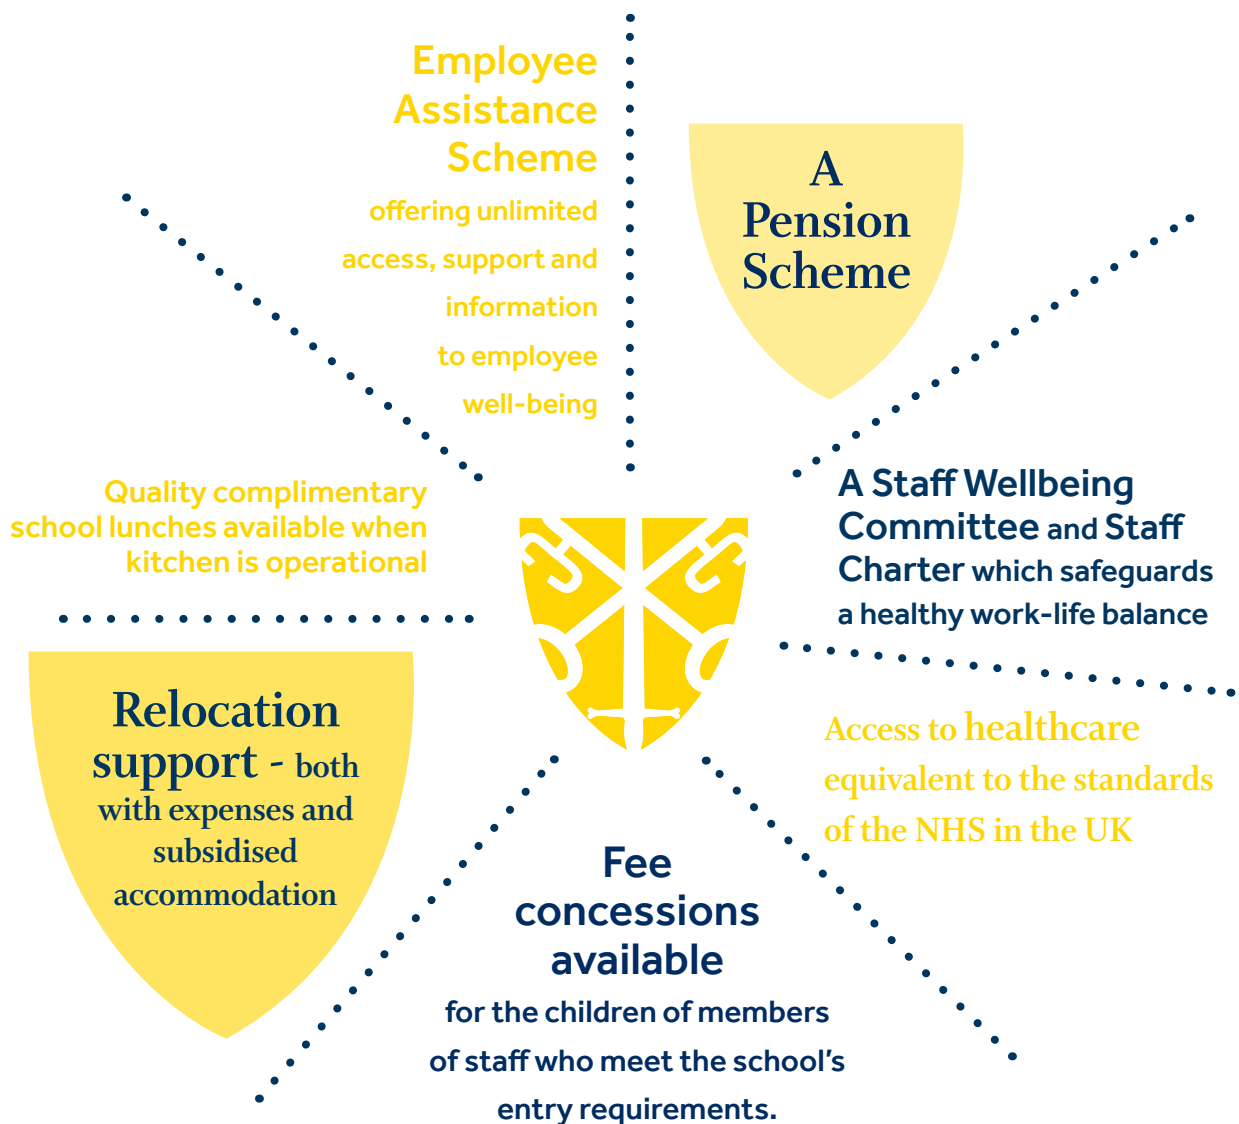 Employee
Assistance
Scheme
offering unlimited
access, support and
information
to employee
well-being
A
Pension
Scheme
A Staff Wellbeing
Committee and Staff
Charter which safeguards
a healthy work-life balance
Access to healthcare
equivalent to the standards
of the NHS in the UK
Fee
concessions
available
for the children of members
of staff who meet the school’s
entry requirements.
Relocation
support - both
with expenses and
subsidised
accommodation
Quality complimentary
school lunches available when
kitchen is operational